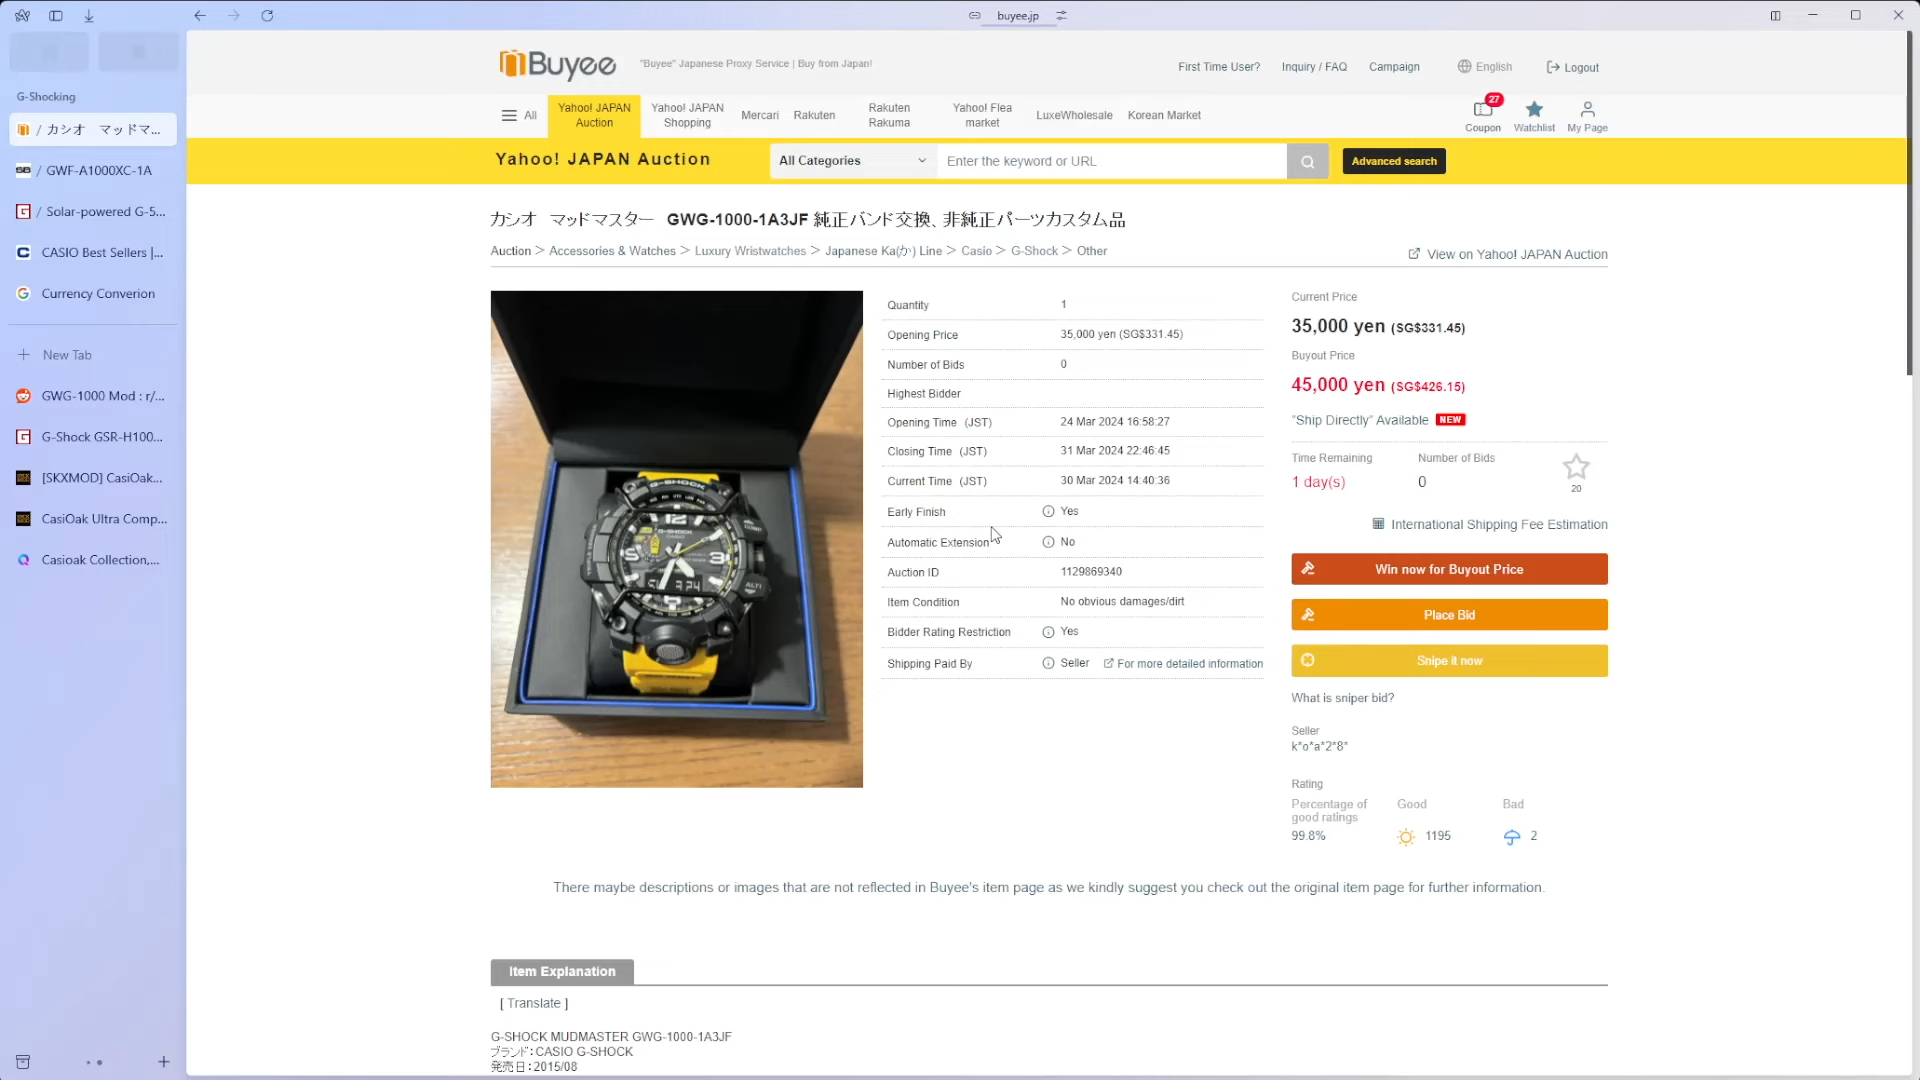 buyee.jp
G-Shocking
/ カシオ　マッドマ...
/ GWF-A1000XC-1A
/ Solar-powered G-5...
CASIO Best Sellers |...
Currency Converion
New Tab
GWG-1000 Mod : r/...
G-Shock GSR-H100...
[SKXMOD] CasiOak...
CasiOak Ultra Comp...
Casioak Collection,...
Buyee
"Buyee" Japanese Proxy Service | Buy from Japan!
First Time User?
Inquiry / FAQ
Campaign
English
Logout
All
Yahoo! JAPAN
Auction
Yahoo! JAPAN
Shopping
Mercari
Rakuten
Rakuten
Rakuma
Yahoo! Flea
market
LuxeWholesale
Korean Market
27
Coupon
Watchlist
My Page
Yahoo! JAPAN Auction
All Categories
Enter the keyword or URL
Advanced search
カシオ　マッドマスター　GWG-1000-1A3JF 純正バンド交換、非純正パーツカスタム品
Auction > Accessories & Watches > Luxury Wristwatches > Japanese Ka(か) Line > Casio > G-Shock > Other
View on Yahoo! JAPAN Auction
Quantity 1
Opening Price 35,000 yen (SG$331.45)
Number of Bids 0
Highest Bidder
Opening Time (JST) 24 Mar 2024 16:58:27
Closing Time (JST) 31 Mar 2024 22:46:45
Current Time (JST) 30 Mar 2024 14:40:36
Early Finish Yes
Automatic Extension No
Auction ID 1129869340
Item Condition No obvious damages/dirt
Bidder Rating Restriction Yes
Shipping Paid By Seller For more detailed information
Current Price
35,000 yen (SG$331.45)
Buyout Price
45,000 yen (SG$426.15)
"Ship Directly" Available NEW
Time Remaining
1 day(s)
Number of Bids
0
20
International Shipping Fee Estimation
Win now for Buyout Price
Place Bid
Snipe it now
What is sniper bid?
Seller
k*o*a*2*8*
Rating
Percentage of
good ratings
99.8%
Good
1195
Bad
2
There maybe descriptions or images that are not reflected in Buyee's item page as we kindly suggest you check out the original item page for further information.
Item Explanation
[ Translate ]
G-SHOCK MUDMASTER GWG-1000-1A3JF
ブランド：CASIO G-SHOCK
発売日：2015/08
G-SHOCK
12
G-SHOCK
CASIO
3
3 24